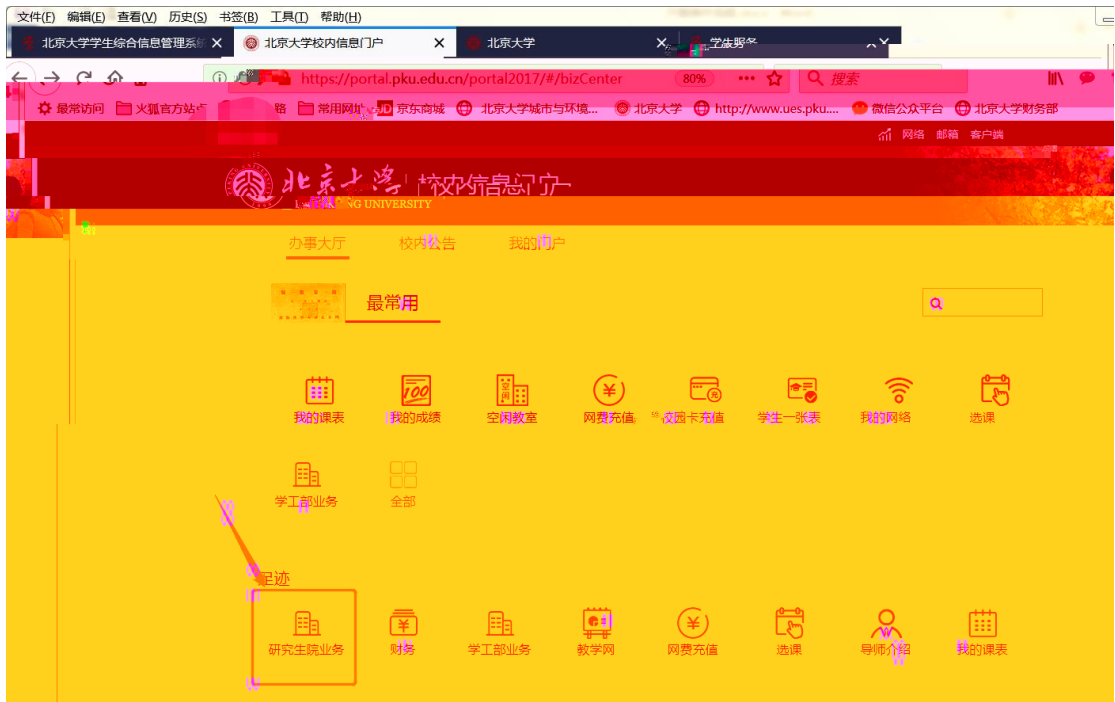 文件(F) 编辑(E) 查看(V) 历史(S) 书签(B) 工具(T) 帮助(H)
北京大学学生综合信息管理系统 北京大学校内信息门户 北京大学
https://portal.pku.edu.cn/portal2017/#/bizCenter 80% 搜索
最常访问 火狐官方站点 常用网址 JD 京东商城 北京大学城市与环境... 北京大学 http://www.ues.pku.... 微信公众平台 北京大学财务部
网络 邮箱 客户端
北京大学 校内信息门户
UNIVERSITY
办事大厅 校内公告 我的门户
最常用
我的课表 我的成绩 空闲教室 网费充值 校园卡充值 学生一张表 我的网络 选课
学工部业务 全部
足迹
研究生院业务 财务 学工部业务 教学网 网费充值 选课 导师介绍 我的课表